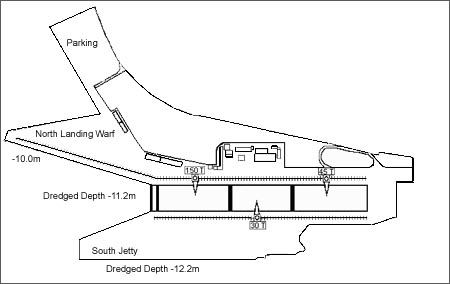 Parking
North Landing Warf
-10.0m
150 T
45 T
Dredged Depth -11.2m
30 T
South Jetty
Dredged Depth -12.2m